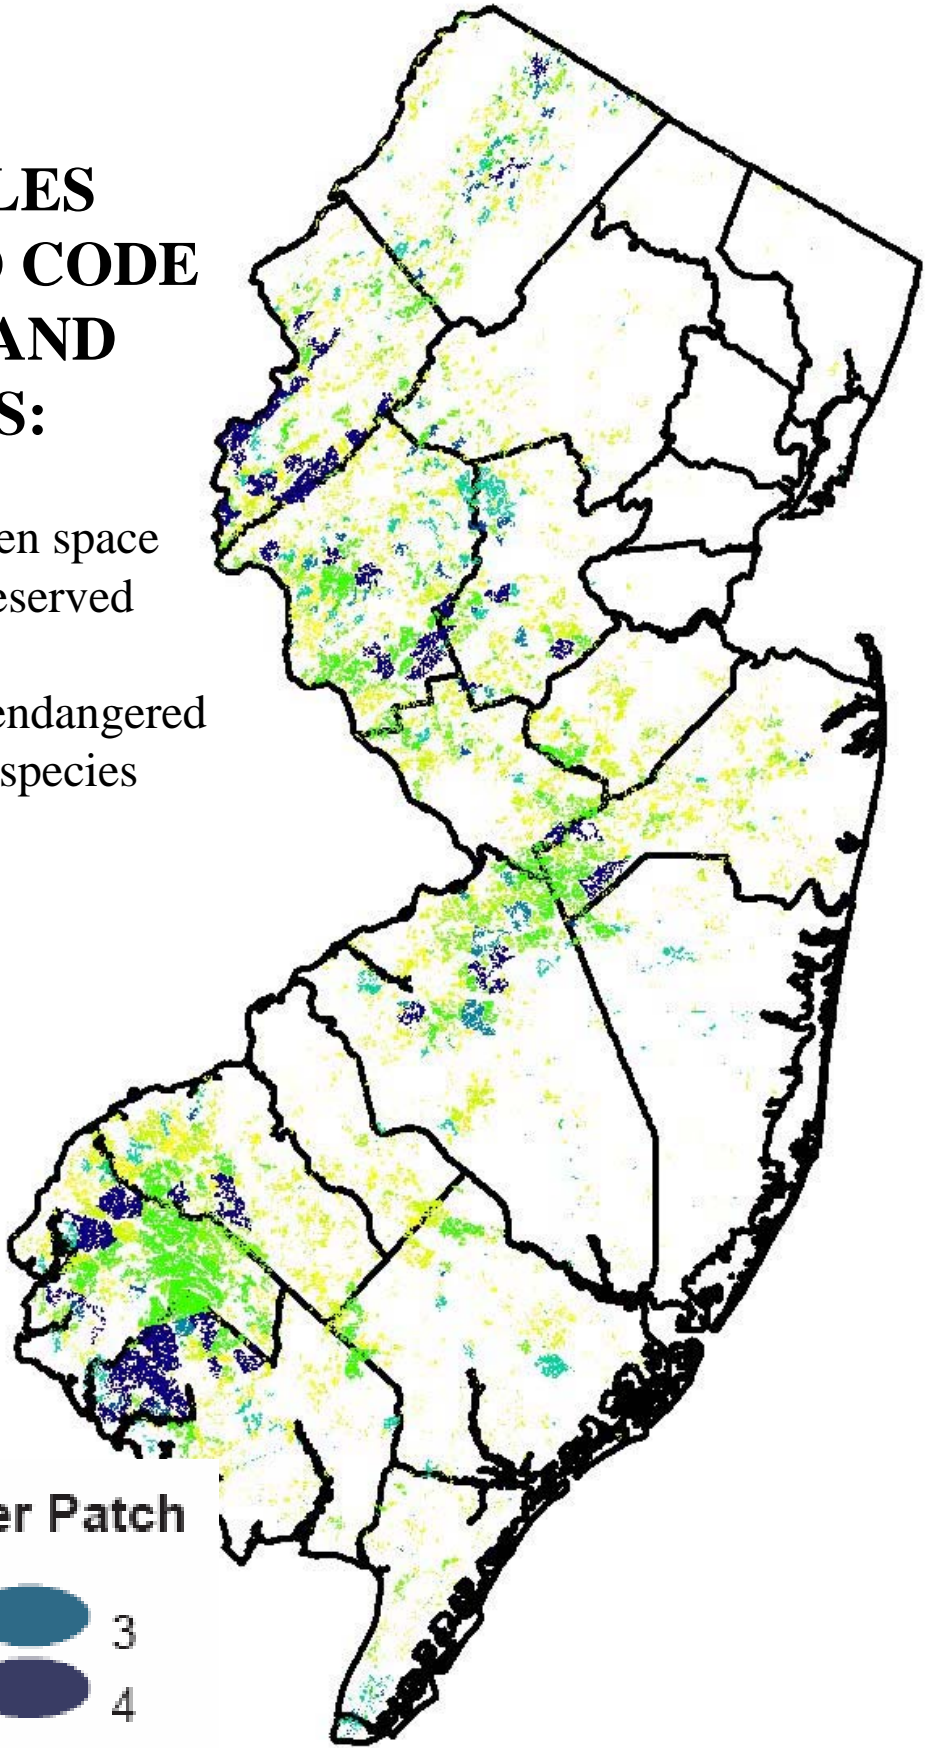 LES
CODE
AND
S:
en space
eserved
endangered
species
er Patch
3
4